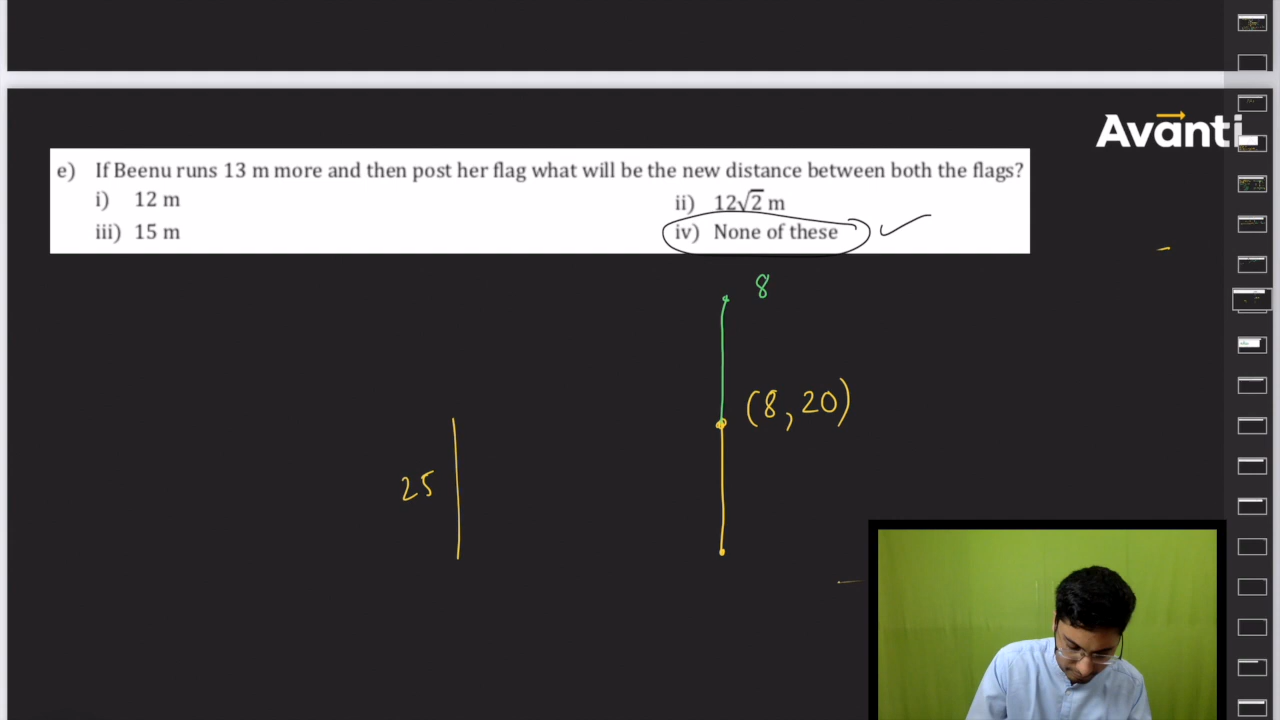 Avanti
e) If Beenu runs 13 m more and then post her flag what will be the new distance between both the flags?
i) 12 m
ii) 12√2 m
iii) 15 m
iv) None of these
8
(8, 20)
25